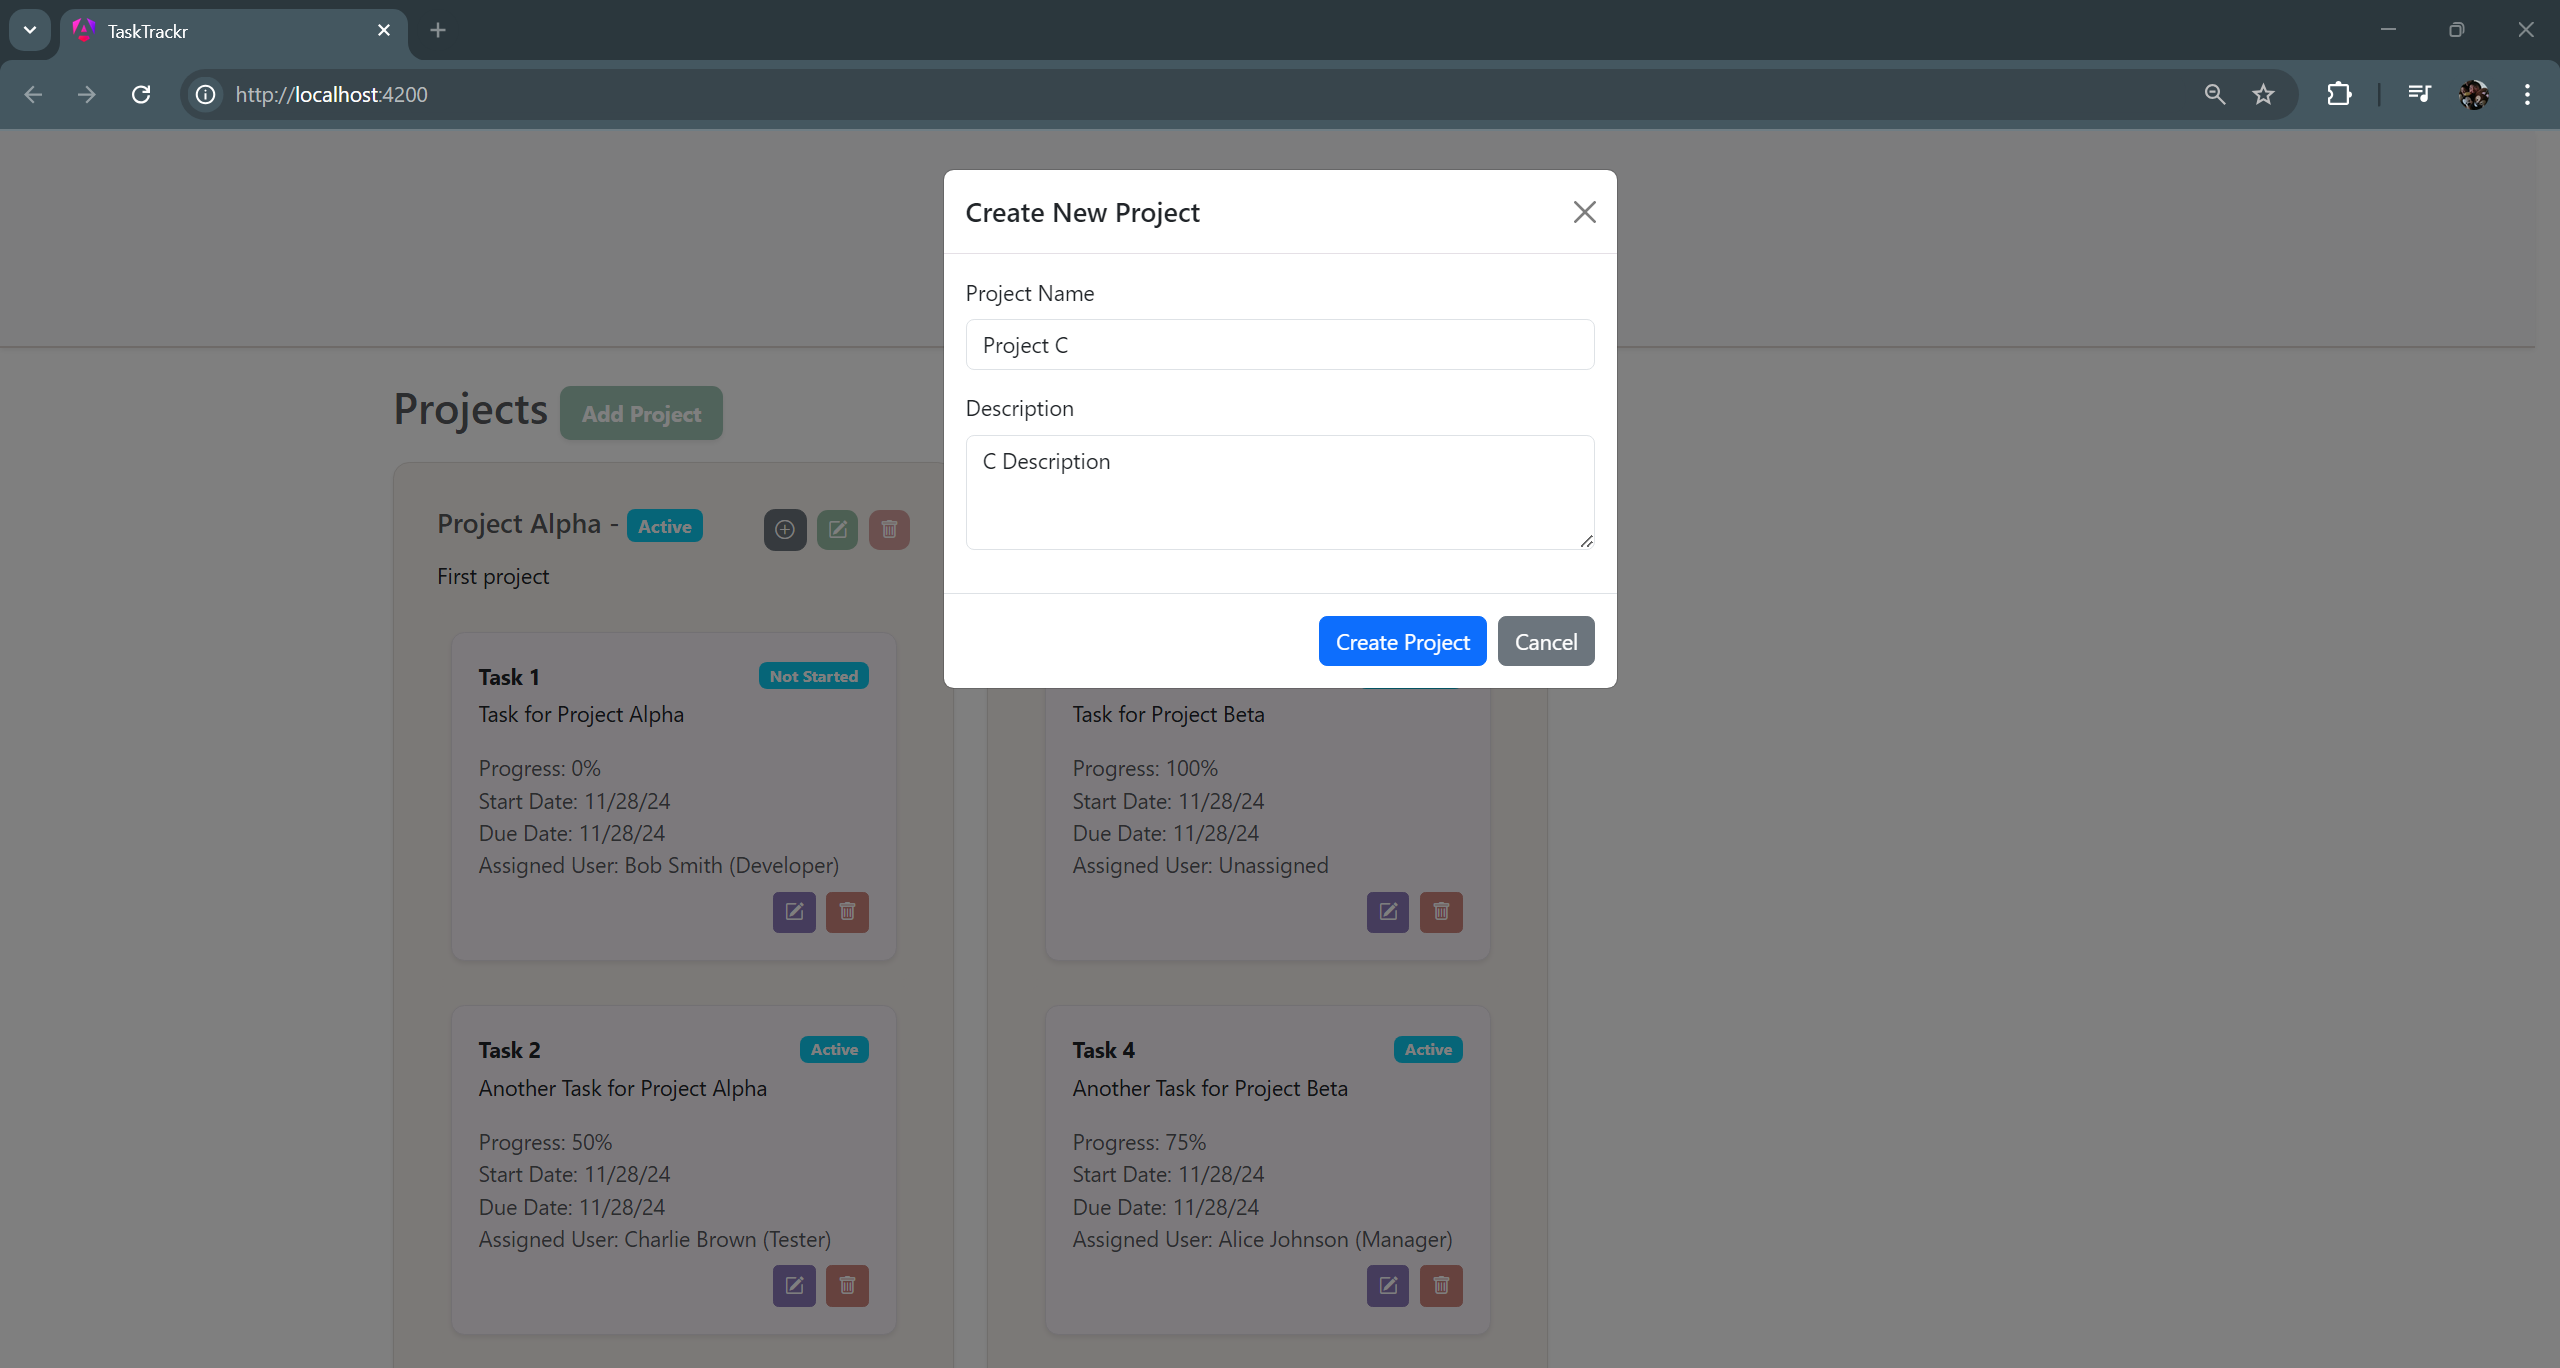 TaskTrackr
http://localhost:4200
Create New Project
Project Name
Project C
Description
C Description
Create Project
Cancel
Projects
Add Project
Project Alpha - Active
First project
Task 1
Not Started
Task for Project Alpha
Progress: 0%
Start Date: 11/28/24
Due Date: 11/28/24
Assigned User: Bob Smith (Developer)
Task 2
Active
Another Task for Project Alpha
Progress: 50%
Start Date: 11/28/24
Due Date: 11/28/24
Assigned User: Charlie Brown (Tester)
Task for Project Beta
Progress: 100%
Start Date: 11/28/24
Due Date: 11/28/24
Assigned User: Unassigned
Task 4
Active
Another Task for Project Beta
Progress: 75%
Start Date: 11/28/24
Due Date: 11/28/24
Assigned User: Alice Johnson (Manager)